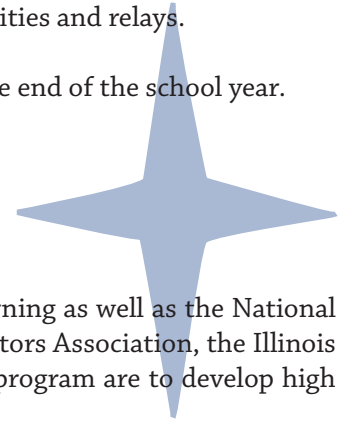 ities and relays.
e end of the school year.
rning as well as the National
tors Association, the Illinois
program are to develop high